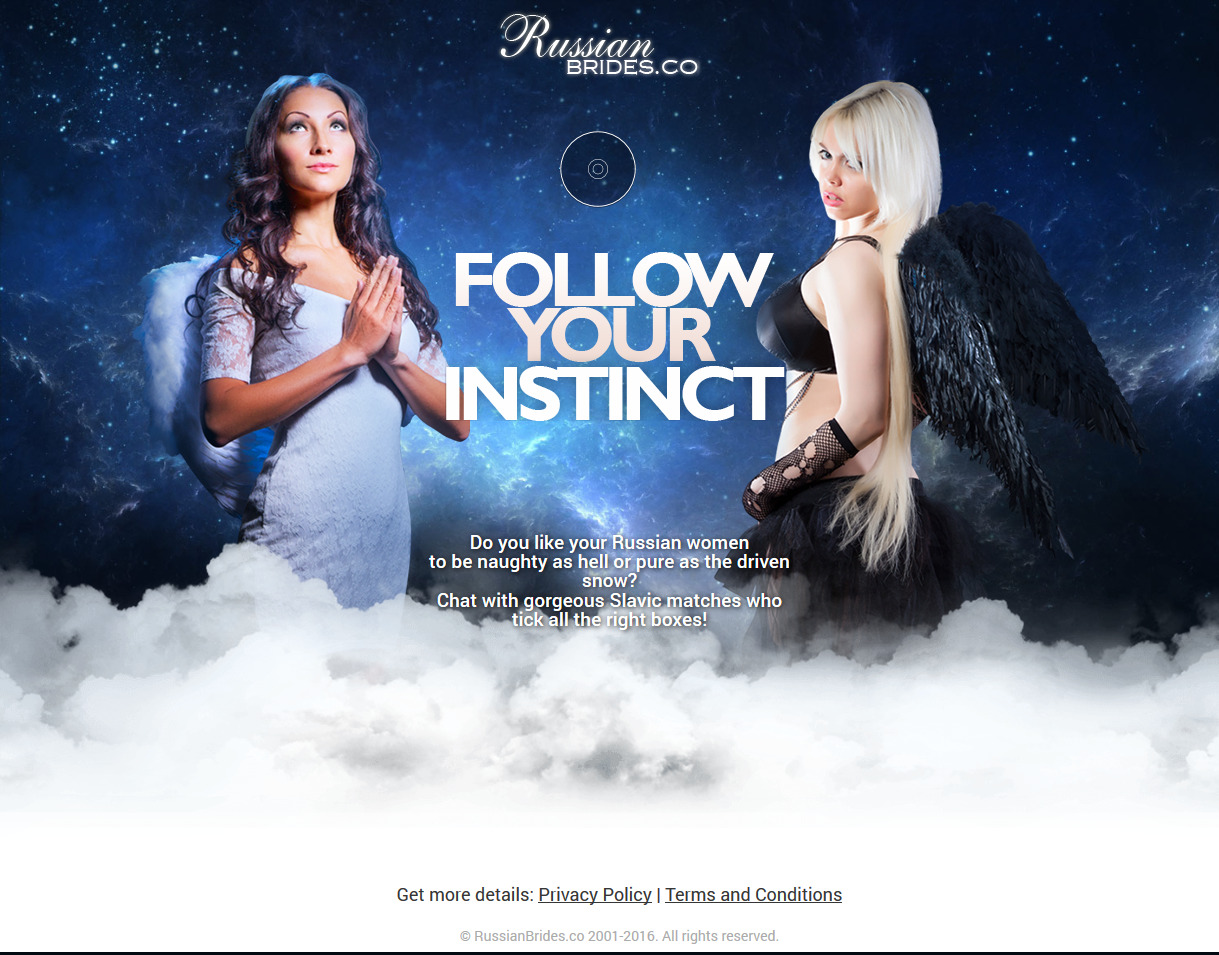 Russian
BRIDES.CO
FOLLOW
YOUR
INSTINCT
Do you like your Russian women
to be naughty as hell or pure as the driven
snow?
Chat with gorgeous Slavic matches who
tick all the right boxes!
Get more details: Privacy Policy | Terms and Conditions
© RussianBrides.co 2001-2016. All rights reserved.